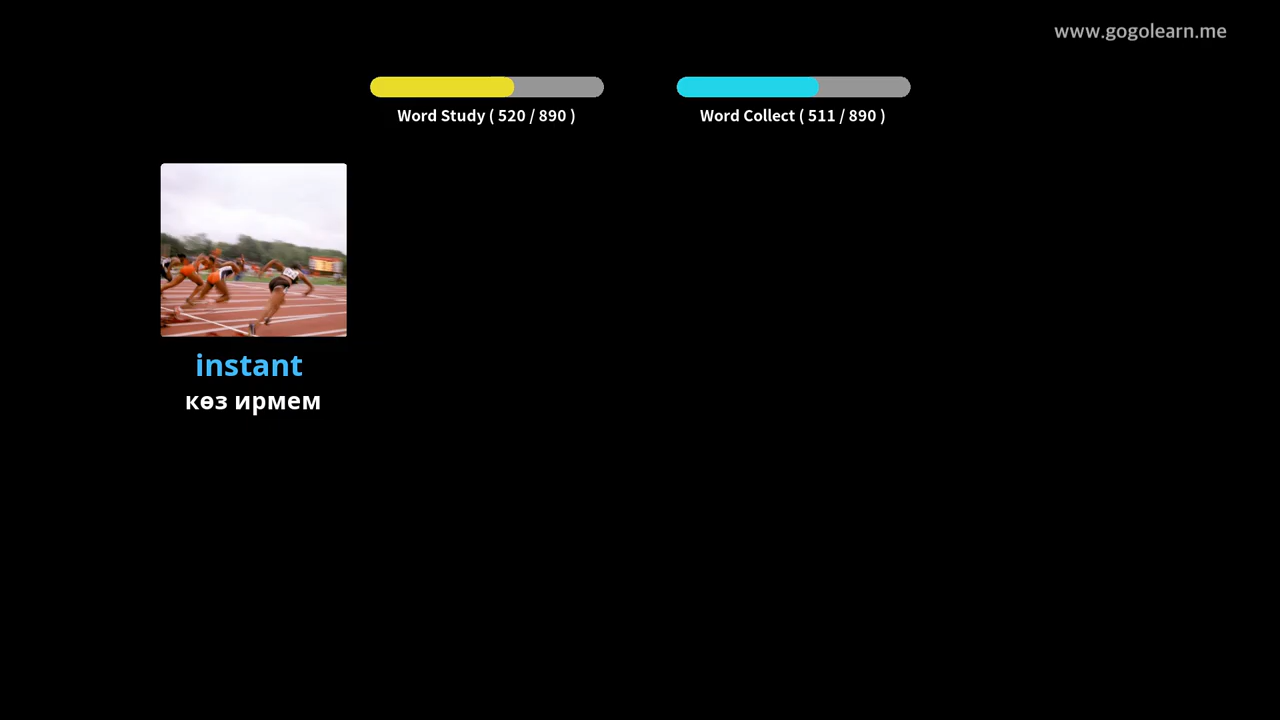 www.gogolearn.me
Word Study ( 520 / 890 )
Word Collect ( 511 / 890 )
instant
көз ирмем